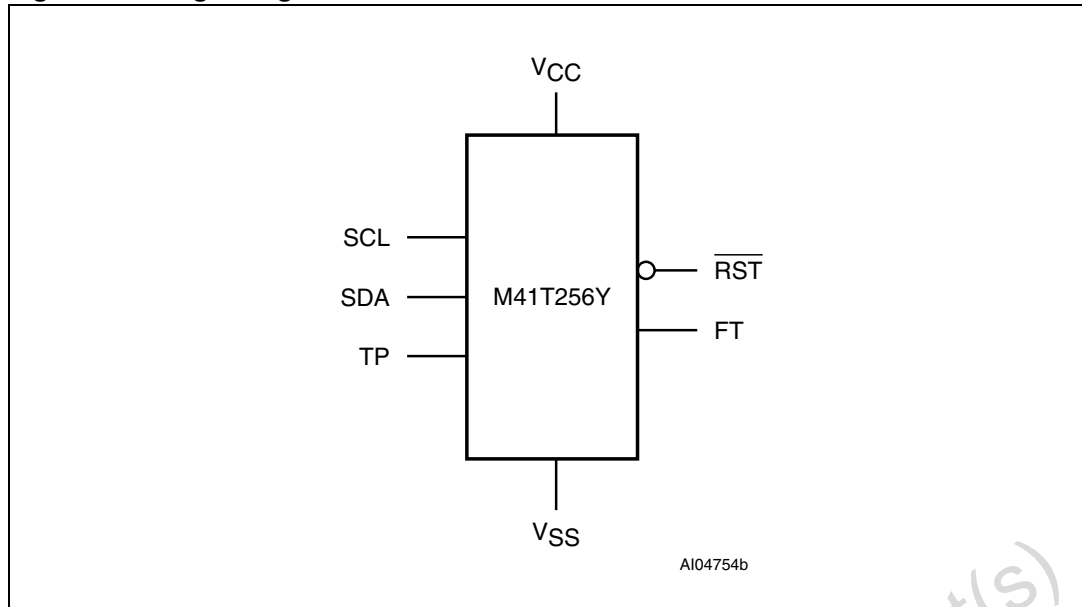 VCC
SCL
SDA
TP
M41T256Y
RST
FT
VSS
AI04754b
t(s)